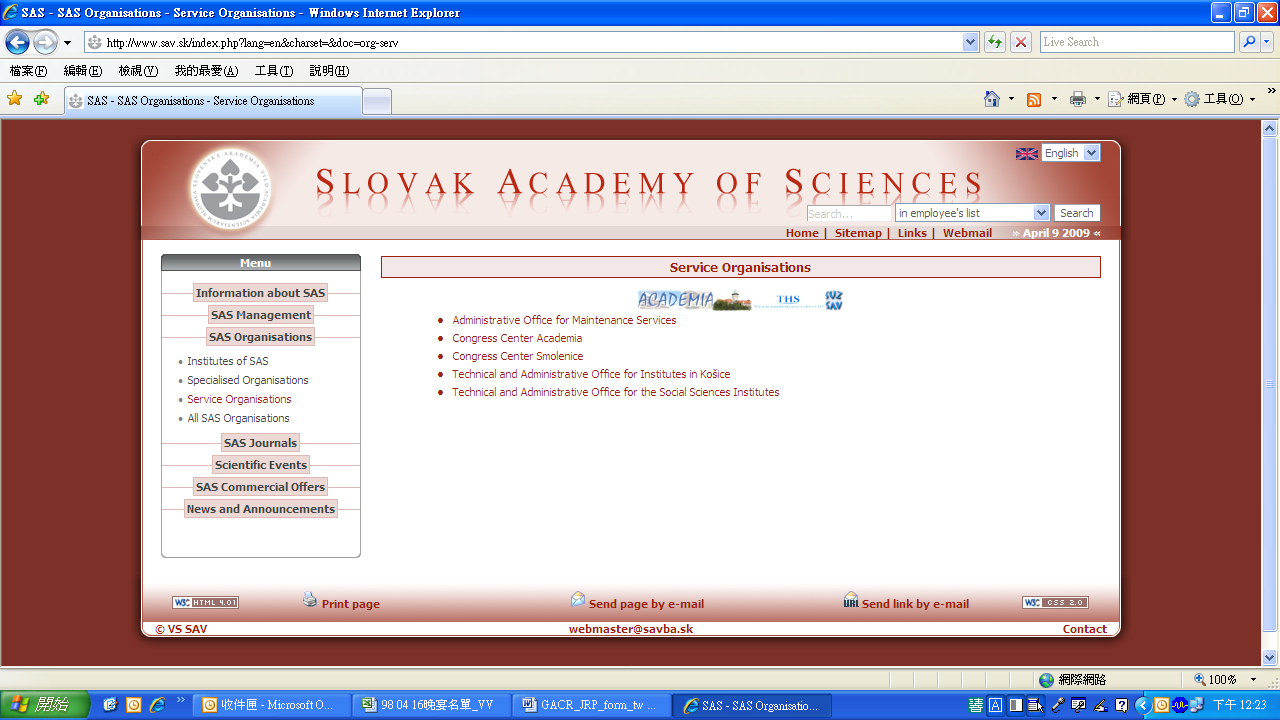 SAS - SAS Organisations - Service Organisations - Windows Internet Explorer
http://www.sav.sk/index.php?lang=en&charset=&doc=org-serv
Live Search
檔案(F) 編輯(E) 檢視(V) 我的最愛(A) 工具(T) 說明(H)
SAS - SAS Organisations - Service Organisations
網頁(P) 工具(O)
English
SLOVENSKÁ AKADÉMIA VIED ACADEMIA SCIENTIARUM SLOVACA
SLOVAK ACADEMY OF SCIENCES
Search... in employee's list Search
Home | Sitemap | Links | Webmail » April 9 2009 «
Menu
Information about SAS
SAS Management
SAS Organisations
• Institutes of SAS
• Specialised Organisations
• Service Organisations
• All SAS Organisations
SAS Journals
Scientific Events
SAS Commercial Offers
News and Announcements
Service Organisations
ACADEMIA THS SUZ SAV
• Administrative Office for Maintenance Services
• Congress Center Academia
• Congress Center Smolenice
• Technical and Administrative Office for Institutes in Košice
• Technical and Administrative Office for the Social Sciences Institutes
W3C HTML 4.01 Print page Send page by e-mail URL Send link by e-mail W3C CSS 2.0
© VS SAV webmaster@savba.sk Contact
網際網路 100%
開始 收件匣 - Microsoft O... 98 04 16晚宴名單_VV GACR_JRP_form_tw ... SAS - SAS Organisatio... 下午 12:23